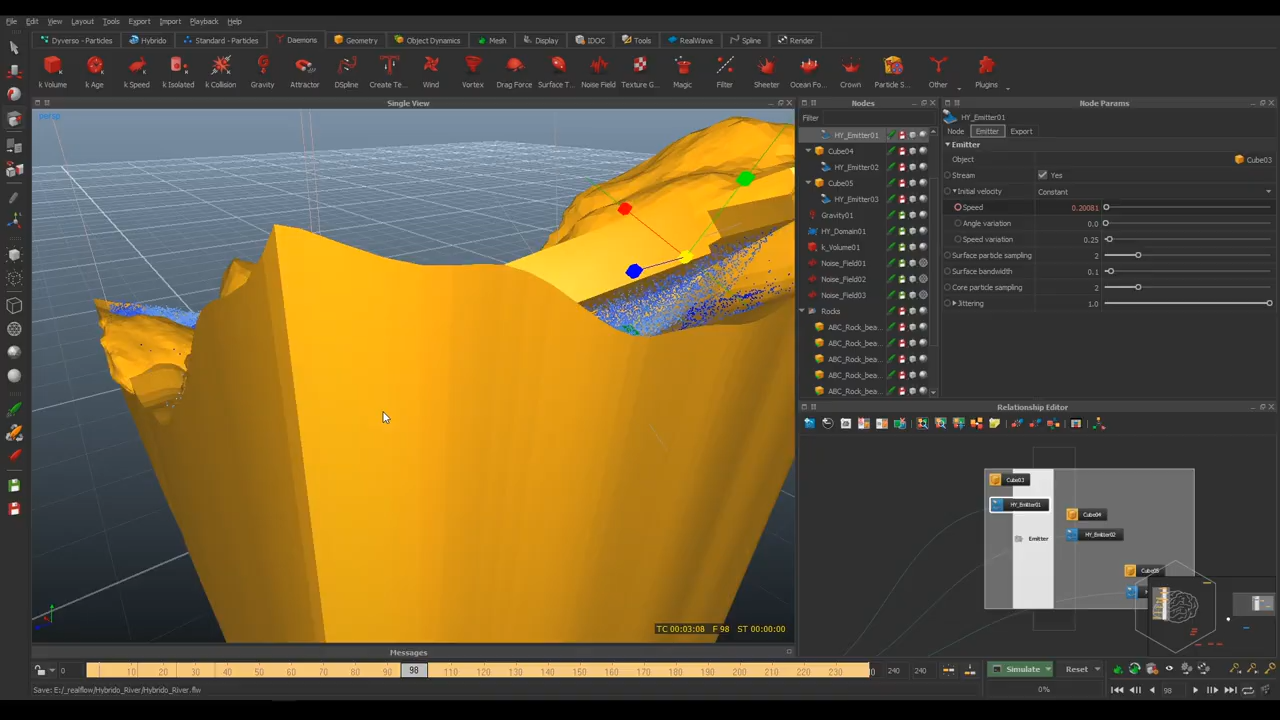 File Edit View Layout Tools Export Import Playback Help
Dyverso - Particles Hybrido Standard - Particles Daemons Geometry Object Dynamics Mesh Display IDOC Tools RealWave Spline Render
k Volume k Age k Speed k Isolated k Collision Gravity Attractor DSpline Create Te... Wind Vortex Drag Force Surface T... Noise Field Texture G... Magic Filter Sheeter Ocean Fo... Crown Particle S... Other Plugins
Single View
Nodes
Node Params
persp
Filter
HY_Emitter01
HY_Emitter01
Node Emitter Export
Emitter
Cube04
Object Cube03
HY_Emitter02
Stream Yes
Cube05
Initial velocity Constant
HY_Emitter03
Speed 0.20081
Gravity01
Angle variation 0.0
HY_Domain01
Speed variation 0.25
k_Volume01
Surface particle sampling 2
Noise_Field01
Surface bandwidth 0.1
Noise_Field02
Core particle sampling 2
Noise_Field03
Jittering 1.0
Rocks
ABC_Rock_bea...
ABC_Rock_bea...
ABC_Rock_bea...
ABC_Rock_bea...
ABC_Rock_bea...
Relationship Editor
Cube03
HY_Emitter01
Cube04
HY_Emitter02
Emitter
Cube05
TC 00:03:08 F 98 ST 00:00:00
Messages
0 10 20 30 40 50 60 70 80 90 98 110 120 130 140 150 160 170 180 190 200 210 220 230 240 240
Simulate Reset
Save: E:/_realflow/Hybrido_River/Hybrido_River.flw
0%
98